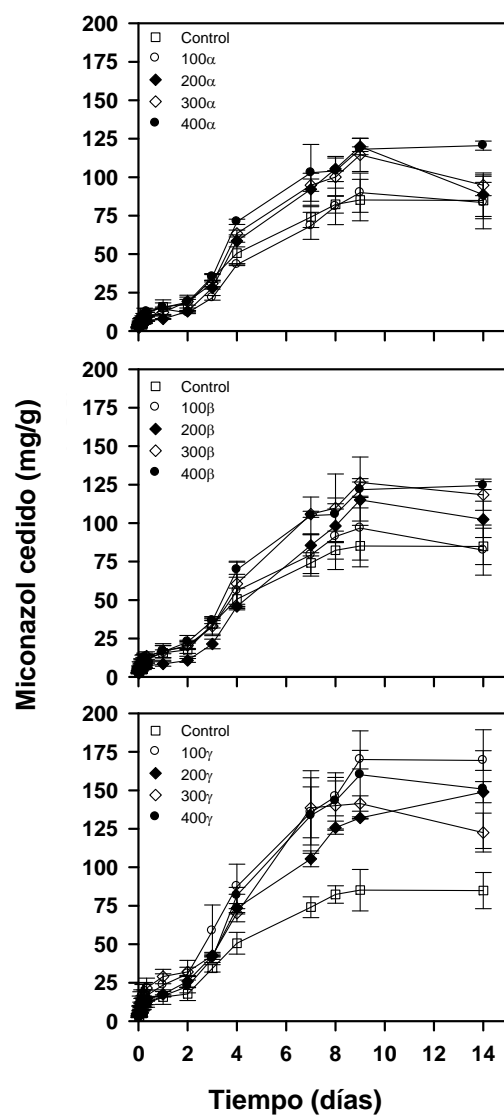 Miconazol cedido (mg/g)
200
175
150
125
100
75
50
25
0
Control
100α
200α
300α
400α
200
175
150
125
100
75
50
25
0
Control
100β
200β
300β
400β
200
175
150
125
100
75
50
25
0
Control
100γ
200γ
300γ
400γ
0 2 4 6 8 10 12 14
Tiempo (días)